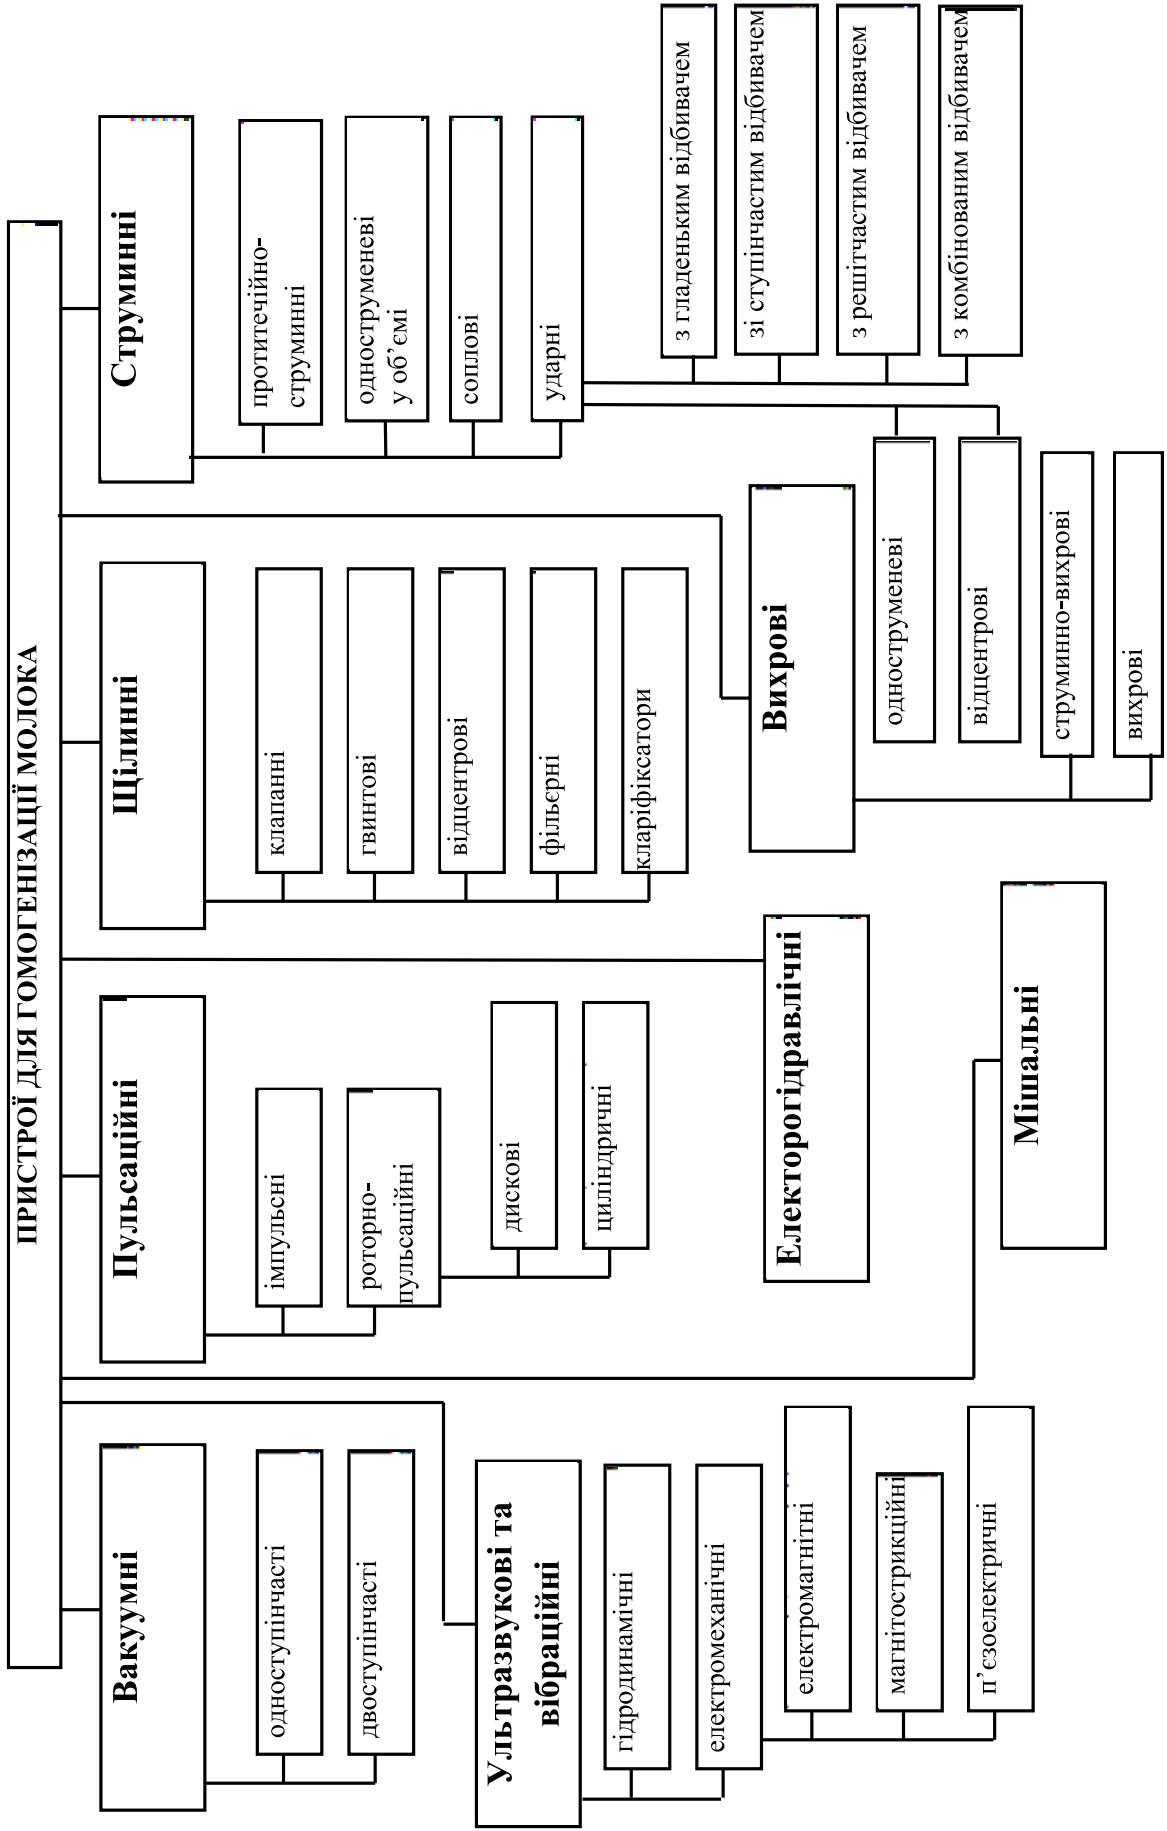 ПРИСТРОЇ ДЛЯ ГОМОГЕНІЗАЦІЇ МОЛОКА
Вакуумні
одноступінчасті
двоступінчасті
Ультразвукові та
вібраційні
гідродинамічні
електромеханічні
електромагнітні
магнітострикційні
п’єзоелектричні
Пульсаційні
імпульсні
роторно-
пульсаційні
дискові
циліндричні
Електорогідравлічні
Мішальні
Щілинні
клапанні
гвинтові
відцентрові
фільєрні
кларіфіксатори
Вихрові
одноструменеві
відцентрові
струминно-вихрові
вихрові
Струминні
протитечійно-
струминні
одноструменеві
у об’ємі
соплові
ударні
з гладеньким відбивачем
зі ступінчастим відбивачем
з решітчастим відбивачем
з комбінованим відбивачем